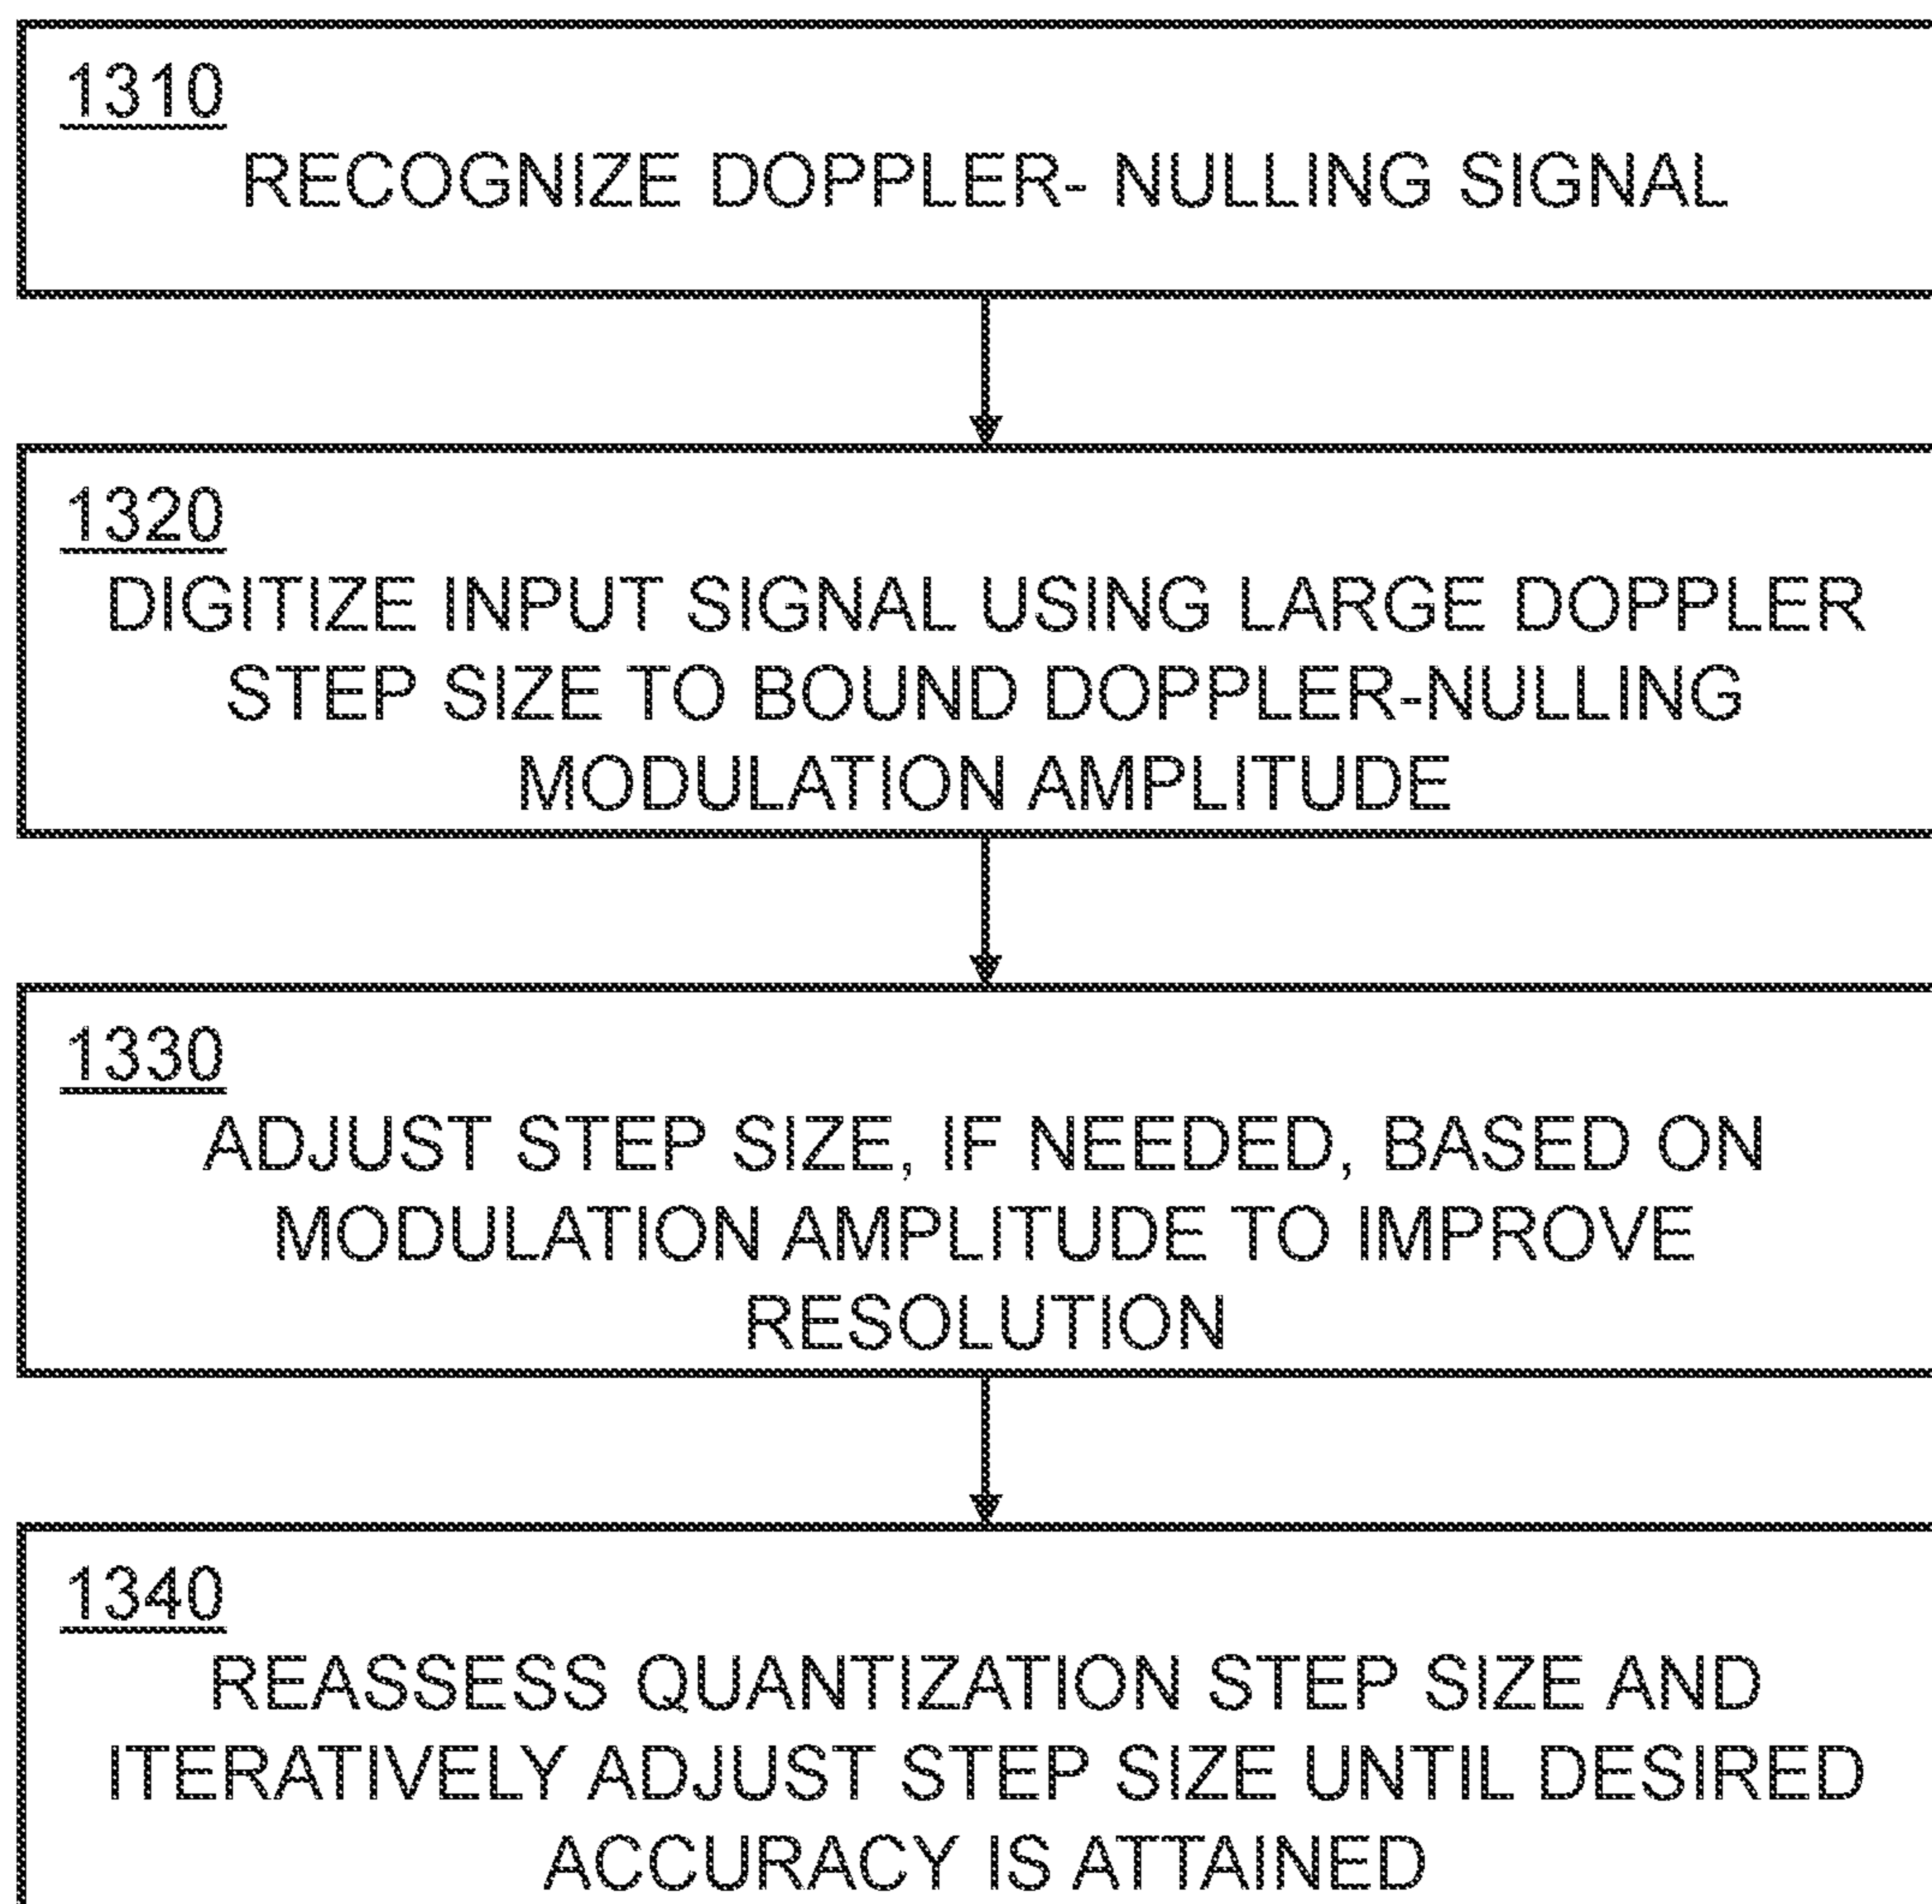 1310
RECOGNIZE DOPPLER- NULLING SIGNAL
1320
DIGITIZE INPUT SIGNAL USING LARGE DOPPLER
STEP SIZE TO BOUND DOPPLER-NULLING
MODULATION AMPLITUDE
1330
ADJUST STEP SIZE, IF NEEDED, BASED ON
MODULATION AMPLITUDE TO IMPROVE
RESOLUTION
1340
REASSESS QUANTIZATION STEP SIZE AND
ITERATIVELY ADJUST STEP SIZE UNTIL DESIRED
ACCURACY IS ATTAINED